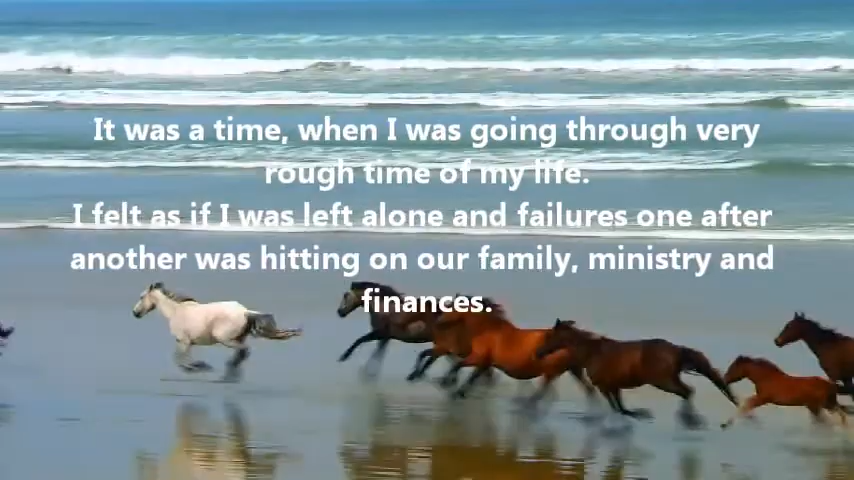 It was a time, when I was going through very
rough time of my life.
I felt as if I was left alone and failures one after
another was hitting on our family, ministry and
finances.